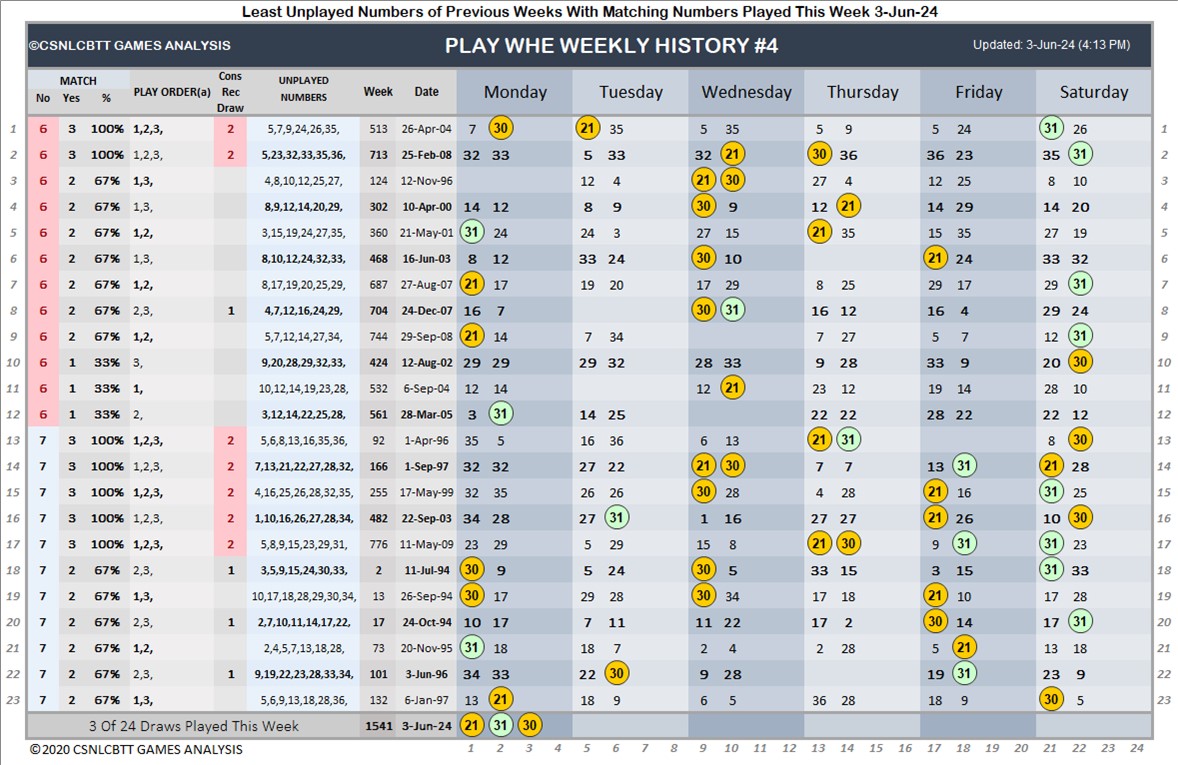 Least Unplayed Numbers of Previous Weeks With Matching Numbers Played This Week 3-Jun-24
©CSNLCBTT GAMES ANALYSIS PLAY WHE WEEKLY HISTORY #4 Updated: 3-Jun-24 (4:13 PM)
MATCH Cons UNPLAYED
No Yes % PLAY ORDER(a) Rec NUMBERS Week Date Monday Tuesday Wednesday Thursday Friday Saturday
Draw
1 6 3 100% 1,2,3, 2 5,7,9,24,26,35, 513 26-Apr-04 7 30 21 35 5 35 5 9 5 24 31 26 1
2 6 3 100% 1,2,3, 2 5,23,32,33,35,36, 713 25-Feb-08 32 33 5 33 32 21 30 36 36 23 35 31 2
3 6 2 67% 1,3, 4,8,10,12,25,27, 124 12-Nov-96 12 4 21 30 27 4 12 25 8 10 3
4 6 2 67% 1,3, 8,9,12,14,20,29, 302 10-Apr-00 14 12 8 9 30 9 12 21 14 29 14 20 4
5 6 2 67% 1,2, 3,15,19,24,27,35, 360 21-May-01 31 24 24 3 27 15 21 35 15 35 27 19 5
6 6 2 67% 1,3, 8,10,12,24,32,33, 468 16-Jun-03 8 12 33 24 30 10 21 24 33 32 6
7 6 2 67% 1,2, 8,17,19,20,25,29, 687 27-Aug-07 21 17 19 20 17 29 8 25 29 17 29 31 7
8 6 2 67% 2,3, 1 4,7,12,16,24,29, 704 24-Dec-07 16 7 30 31 16 12 16 4 29 24 8
9 6 2 67% 1,2, 5,7,12,14,27,34, 744 29-Sep-08 21 14 7 34 7 27 5 7 12 31 9
10 6 1 33% 3, 9,20,28,29,32,33, 426 12-Aug-02 29 29 29 32 28 33 9 28 33 9 20 30 10
11 6 1 33% 1, 10,12,14,19,23,28, 532 6-Sep-04 12 14 12 21 23 12 19 14 28 10 11
12 6 1 33% 2, 3,12,14,22,25,28, 561 28-Mar-05 3 31 14 25 22 22 28 22 22 12 12
13 7 3 100% 1,2,3, 2 5,6,8,13,16,35,36, 92 1-Apr-96 35 5 16 36 6 13 21 31 8 30 13
14 7 3 100% 1,2,3, 2 7,13,21,22,27,28,32, 166 1-Sep-97 32 32 27 22 21 30 7 7 13 31 21 28 14
15 7 3 100% 1,2,3, 2 4,16,25,26,28,32,35, 255 17-May-99 32 35 26 26 30 28 4 28 21 16 31 25 15
16 7 3 100% 1,2,3, 2 1,10,16,26,27,28,34, 482 22-Sep-03 34 28 27 31 1 16 27 27 21 26 10 30 16
17 7 3 100% 1,2,3, 2 5,8,9,15,23,29,31, 776 11-May-09 23 29 5 29 15 8 21 30 9 31 31 23 17
18 7 2 67% 2,3, 1 3,5,9,15,24,30,33, 2 11-Jul-94 30 9 5 24 30 5 33 15 3 15 31 33 18
19 7 2 67% 1,3, 10,17,18,28,29,30,34, 13 26-Sep-94 30 17 29 28 30 34 17 18 21 10 17 28 19
20 7 2 67% 2,3, 1 2,7,10,11,14,17,22, 17 24-Oct-94 10 17 7 11 11 22 17 2 30 14 17 31 20
21 7 2 67% 1,2, 2,4,5,7,13,18,28, 73 20-Nov-95 31 18 18 7 2 4 2 28 5 21 13 18 21
22 7 2 67% 2,3, 1 9,19,22,23,28,33,34, 101 3-Jun-96 34 33 22 30 9 28 19 31 23 9 22
23 7 2 67% 1,3, 5,6,9,13,18,28,36, 132 6-Jan-97 13 21 18 9 6 5 36 28 18 9 30 5 23
3 Of 24 Draws Played This Week 1541 3-Jun-24 21 31 30
© 2020 CSNLCBTT GAMES ANALYSIS 1 2 3 4 5 6 7 8 9 10 11 12 13 14 15 16 17 18 19 20 21 22 23 24